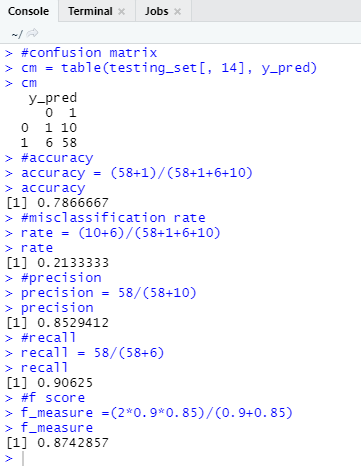 Console Terminal × Jobs ×
~/
> #confusion matrix
> cm = table(testing_set[, 14], y_pred)
> cm
   y_pred
     0  1
  0  1 10
  1  6 58
> #accuracy
> accuracy = (58+1)/(58+1+6+10)
> accuracy
[1] 0.7866667
> #misclassification rate
> rate = (10+6)/(58+1+6+10)
> rate
[1] 0.2133333
> #precision
> precision = 58/(58+10)
> precision
[1] 0.8529412
> #recall
> recall = 58/(58+6)
> recall
[1] 0.90625
> #f score
> f_measure =(2*0.9*0.85)/(0.9+0.85)
> f_measure
[1] 0.8742857
>